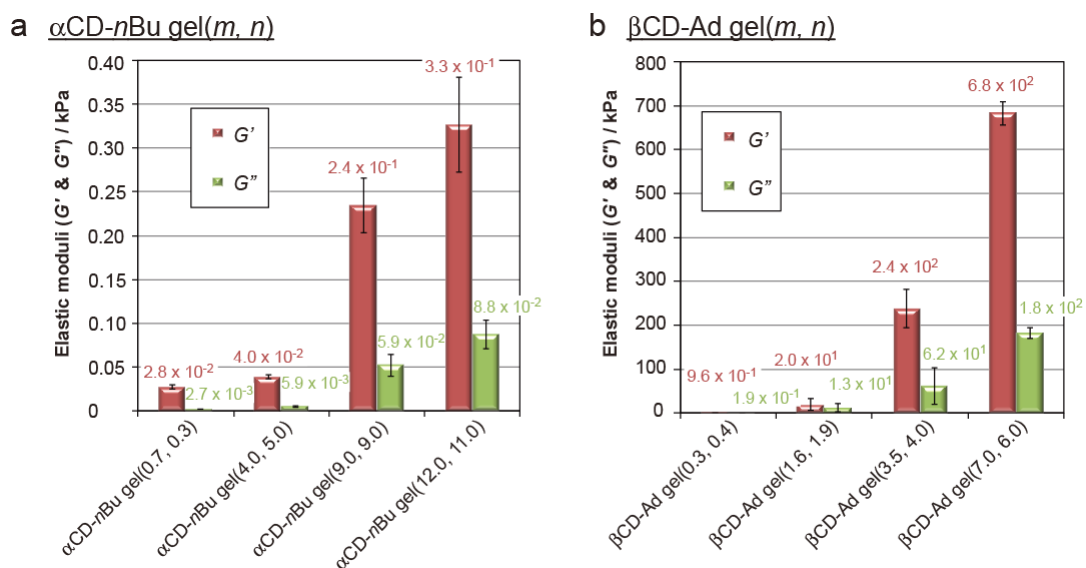 a αCD-nBu gel(m, n)
Elastic moduli (G' & G″) / kPa
0.40
0.35
0.30
0.25
0.20
0.15
0.10
0.05
0
G'
G″
2.8 x 10⁻²
2.7 x 10⁻³
4.0 x 10⁻²
5.9 x 10⁻³
2.4 x 10⁻¹
5.9 x 10⁻²
3.3 x 10⁻¹
8.8 x 10⁻²
αCD-nBu gel(0.7, 0.3)
αCD-nBu gel(4.0, 5.0)
αCD-nBu gel(9.0, 9.0)
αCD-nBu gel(12.0, 11.0)
b βCD-Ad gel(m, n)
Elastic moduli (G' & G″) / kPa
800
700
600
500
400
300
200
100
0
G'
G″
9.6 x 10⁻¹
1.9 x 10⁻¹
2.0 x 10¹
1.3 x 10¹
2.4 x 10²
6.2 x 10¹
6.8 x 10²
1.8 x 10²
βCD-Ad gel(0.3, 0.4)
βCD-Ad gel(1.6, 1.9)
βCD-Ad gel(3.5, 4.0)
βCD-Ad gel(7.0, 6.0)